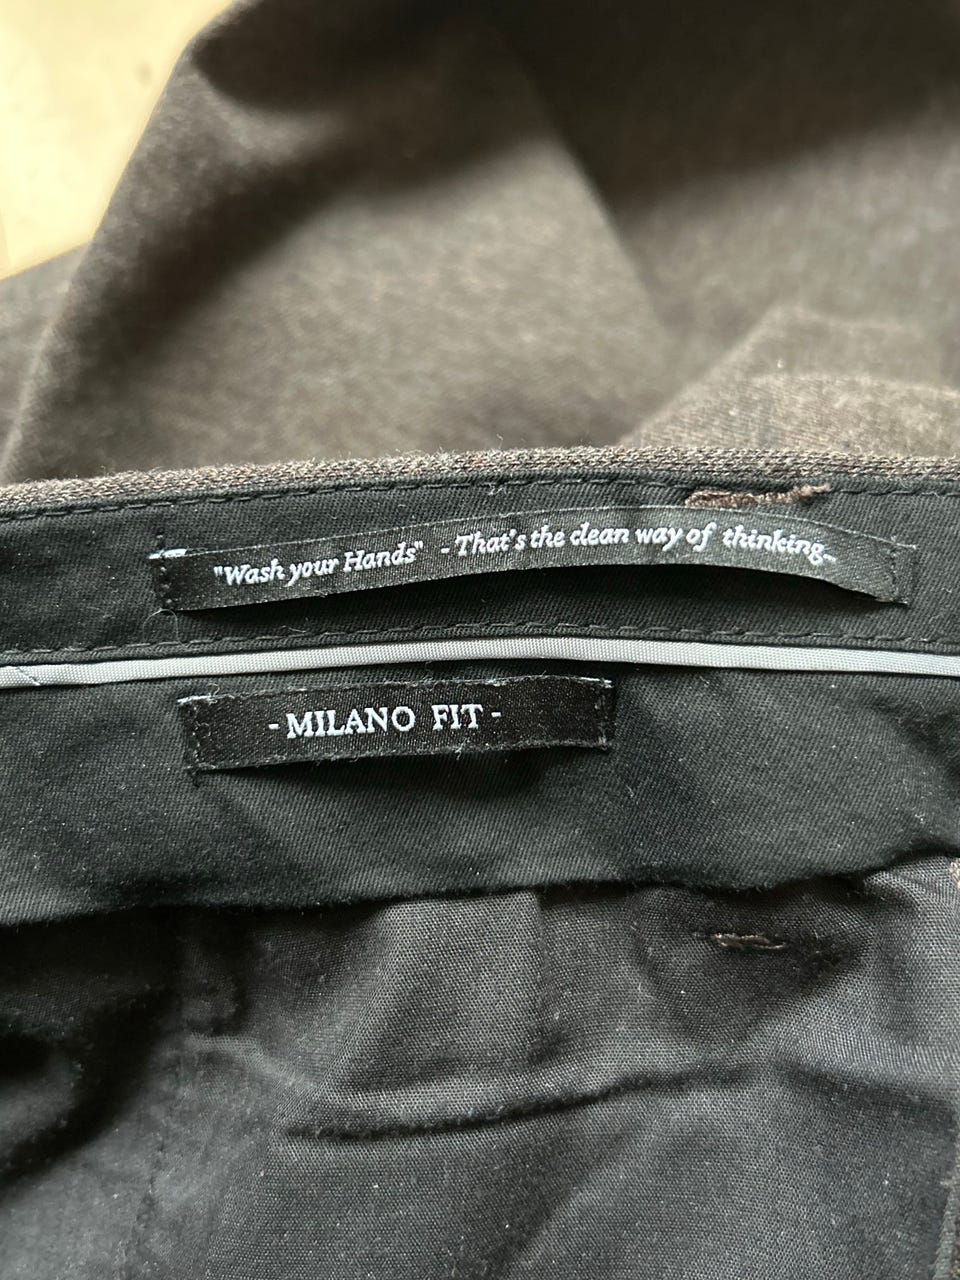 "Wash your Hands" - That's the clean way of thinking...
- MILANO FIT -